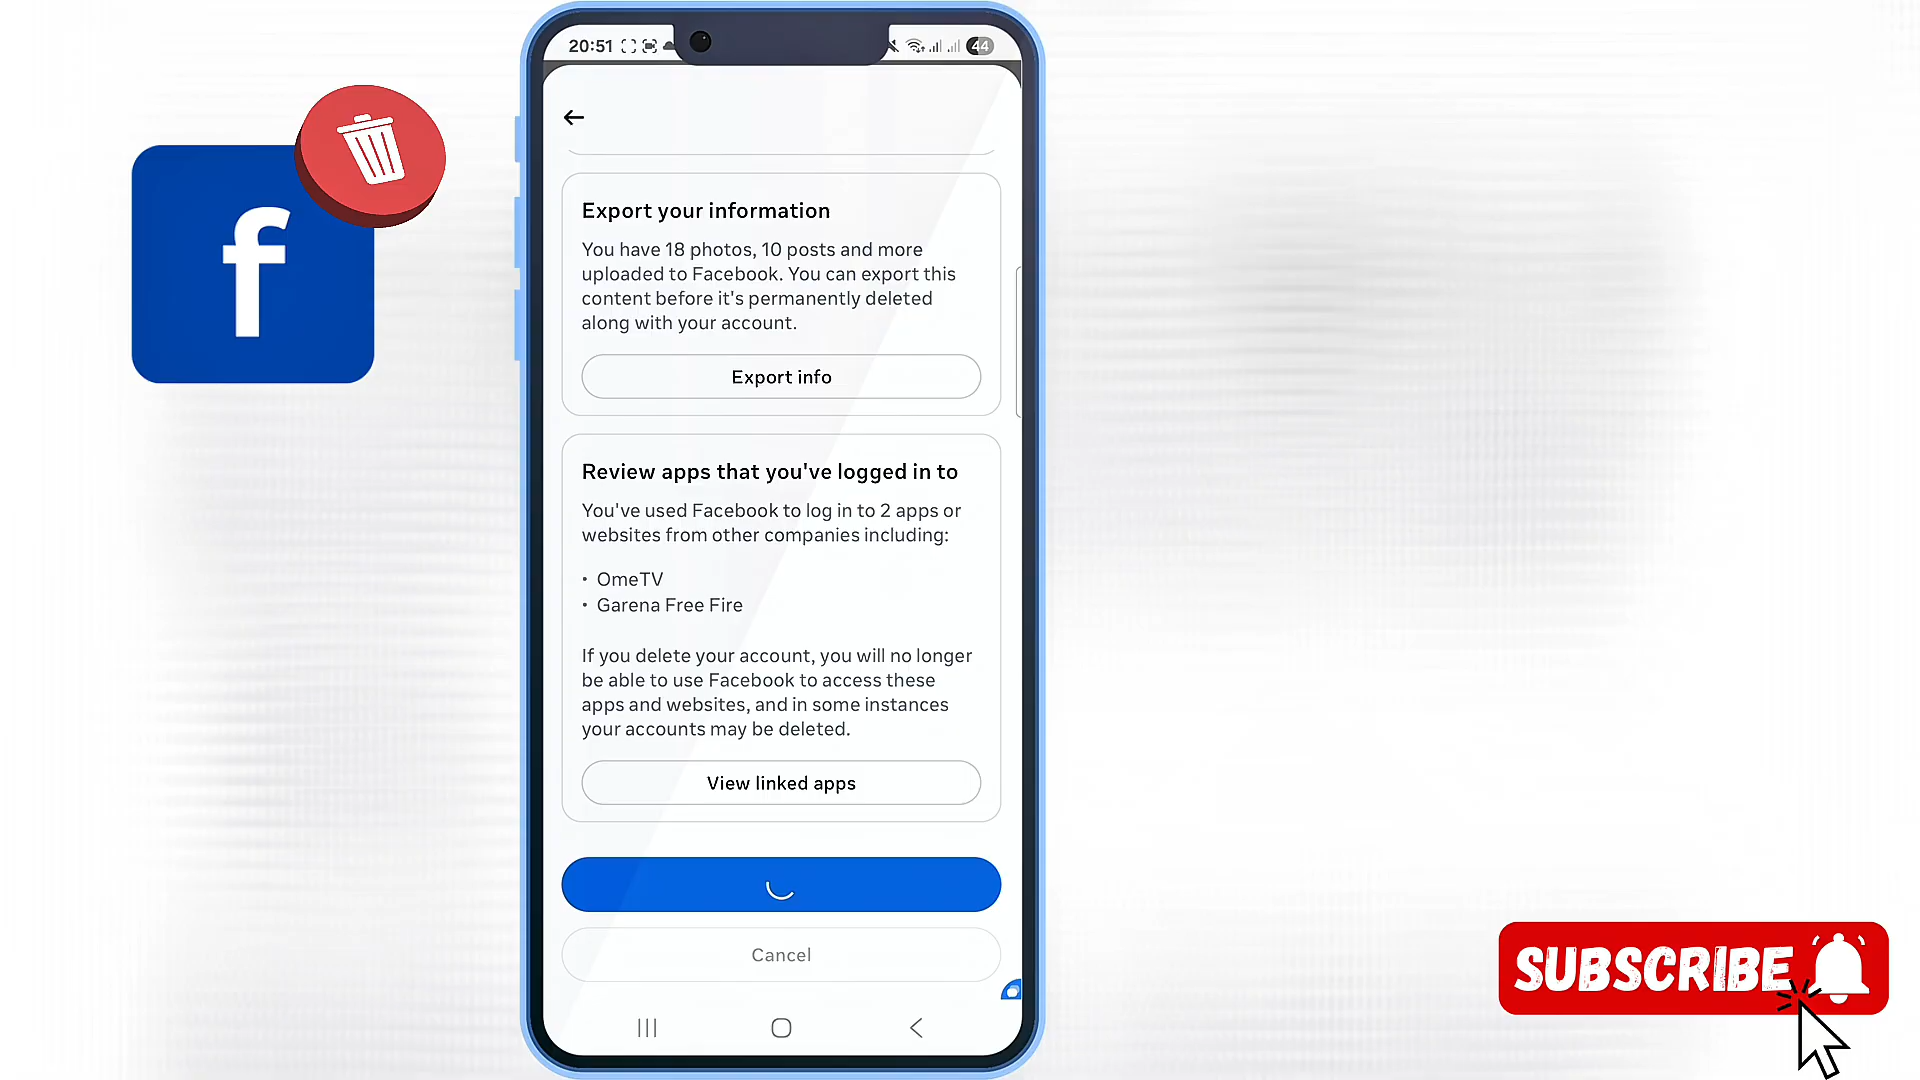 20:51
44
f
Export your information
You have 18 photos, 10 posts and more
uploaded to Facebook. You can export this
content before it's permanently deleted
along with your account.
Export info
Review apps that you've logged in to
You've used Facebook to log in to 2 apps or
websites from other companies including:
• OmeTV
• Garena Free Fire
If you delete your account, you will no longer
be able to use Facebook to access these
apps and websites, and in some instances
your accounts may be deleted.
View linked apps
Cancel
SUBSCRIBE